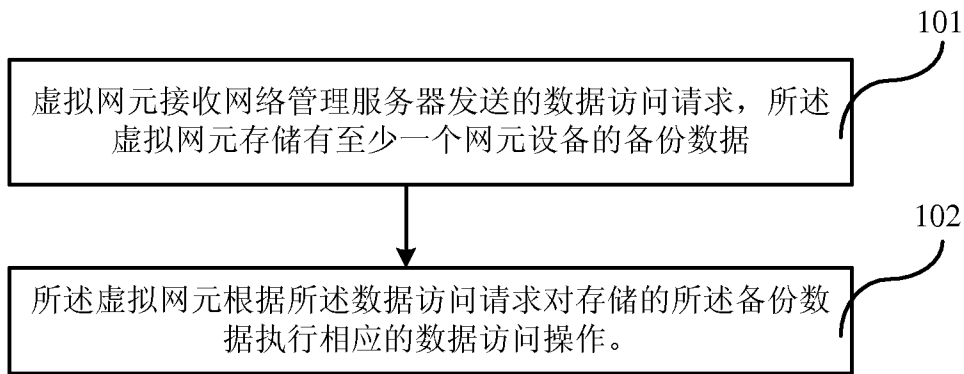 101
虚拟网元接收网络管理服务器发送的数据访问请求，所述
虚拟网元存储有至少一个网元设备的备份数据
102
所述虚拟网元根据所述数据访问请求对存储的所述备份数
据执行相应的数据访问操作。